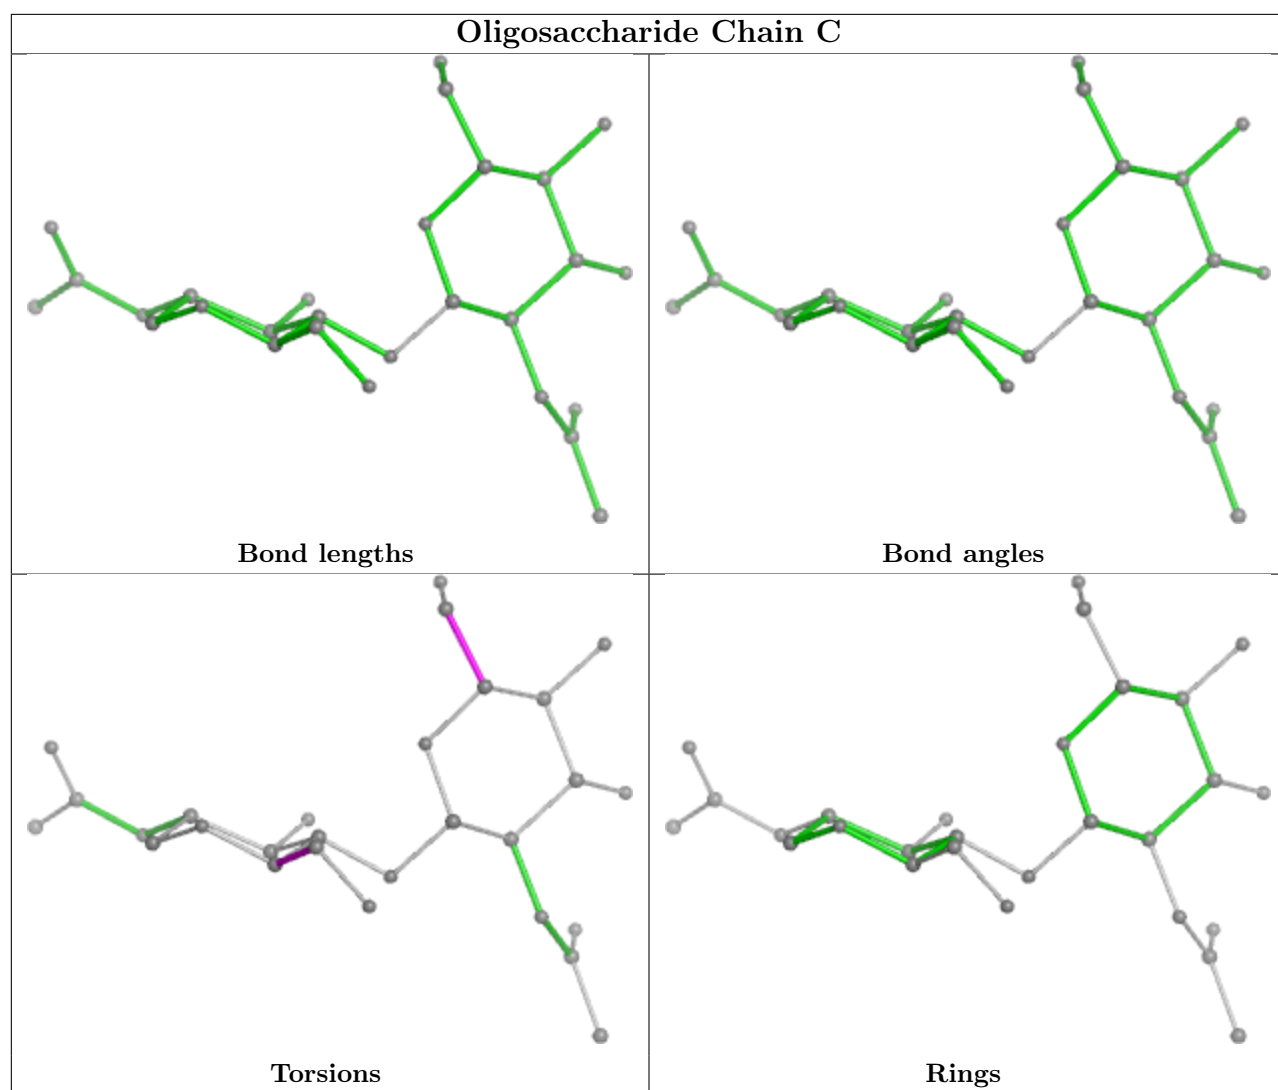 Oligosaccharide Chain C
Bond lengths
Bond angles
Torsions
Rings